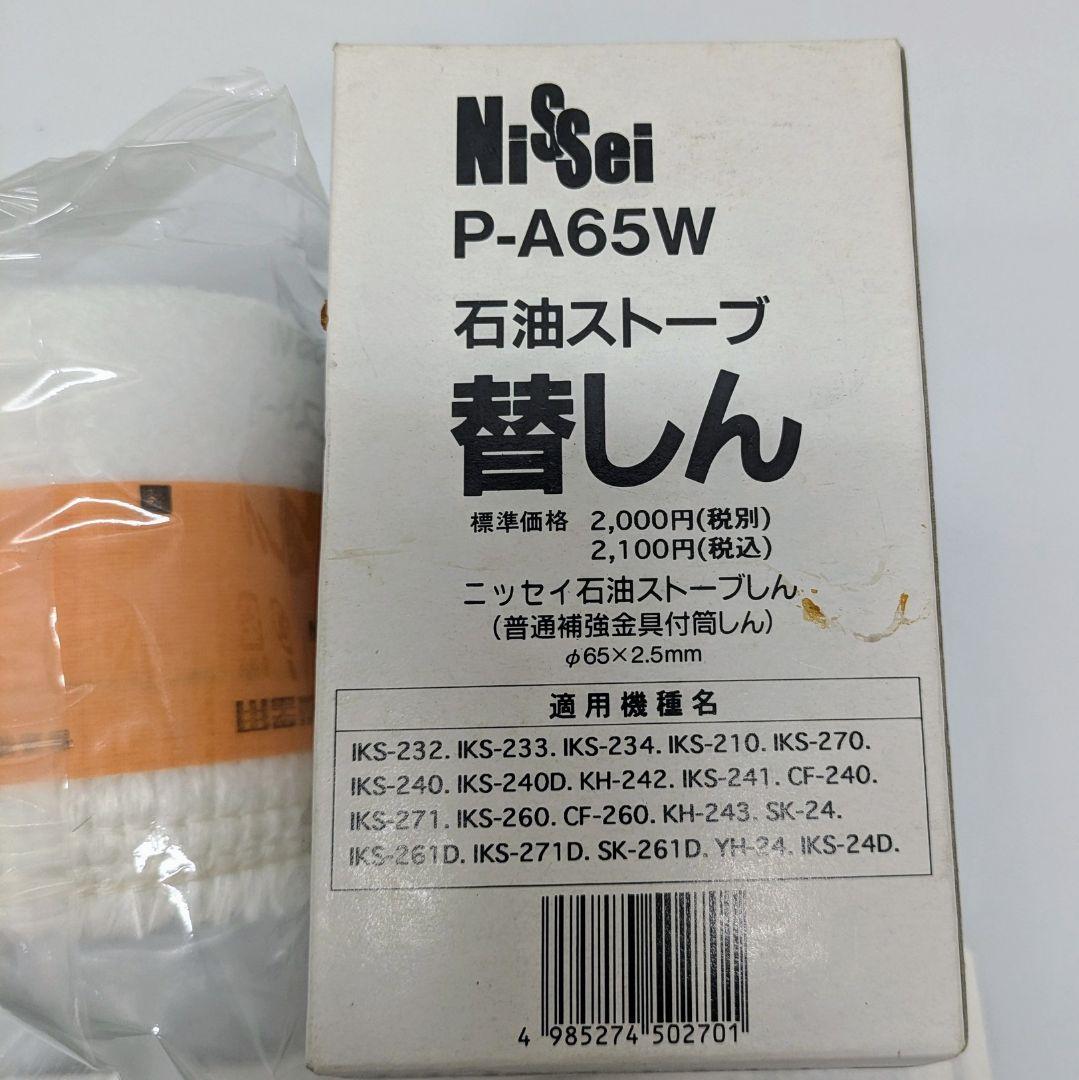 NiSSei
P-A65W
石油ストーブ
替しん
標準価格 2,000円(税別)
2,100円(税込)
ニッセイ石油ストーブしん
(普通補強金具付筒しん)
φ65×2.5mm
適用機種名
IKS-232. IKS-233. IKS-234. IKS-210. IKS-270.
IKS-240. IKS-240D. KH-242. IKS-241. CF-240.
IKS-271. IKS-260. CF-260. KH-243. SK-24.
IKS-261D. IKS-271D. SK-261D. YH-24. IKS-24D.
4 985274 502701